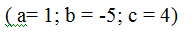 ( a= 1; b = -5; c = 4)